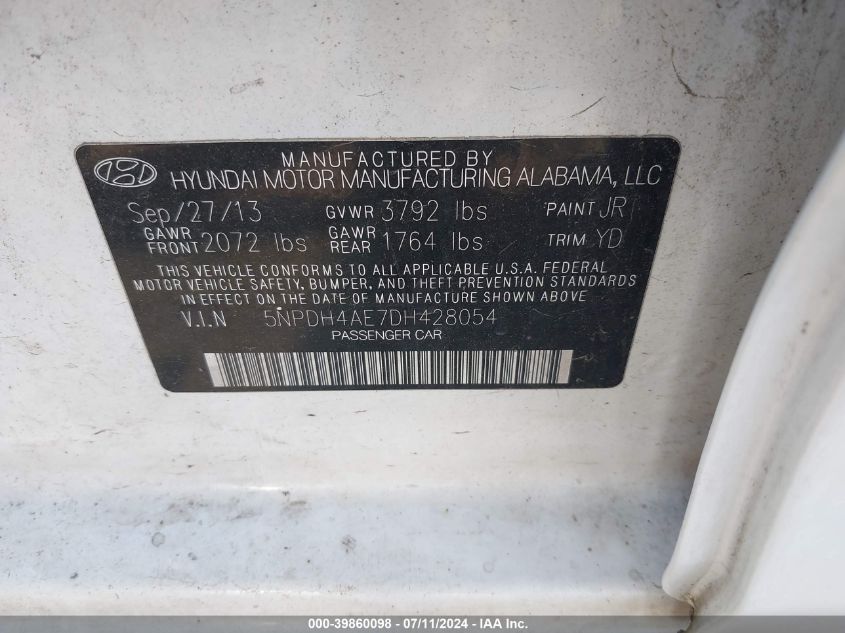 MANUFACTURED BY
HYUNDAI MOTOR MANUFACTURING ALABAMA, LLC
Sep/27/13 GVWR 3792 lbs PAINT JR
GAWR FRONT 2072 lbs GAWR REAR 1764 lbs TRIM YD
THIS VEHICLE CONFORMS TO ALL APPLICABLE U.S.A. FEDERAL
MOTOR VEHICLE SAFETY, BUMPER, AND THEFT PREVENTION STANDARDS
IN EFFECT ON THE DATE OF MANUFACTURE SHOWN ABOVE.
V.I.N 5NPDH4AE7DH428054
PASSENGER CAR
000-39860098 - 07/11/2024 - IAA Inc.